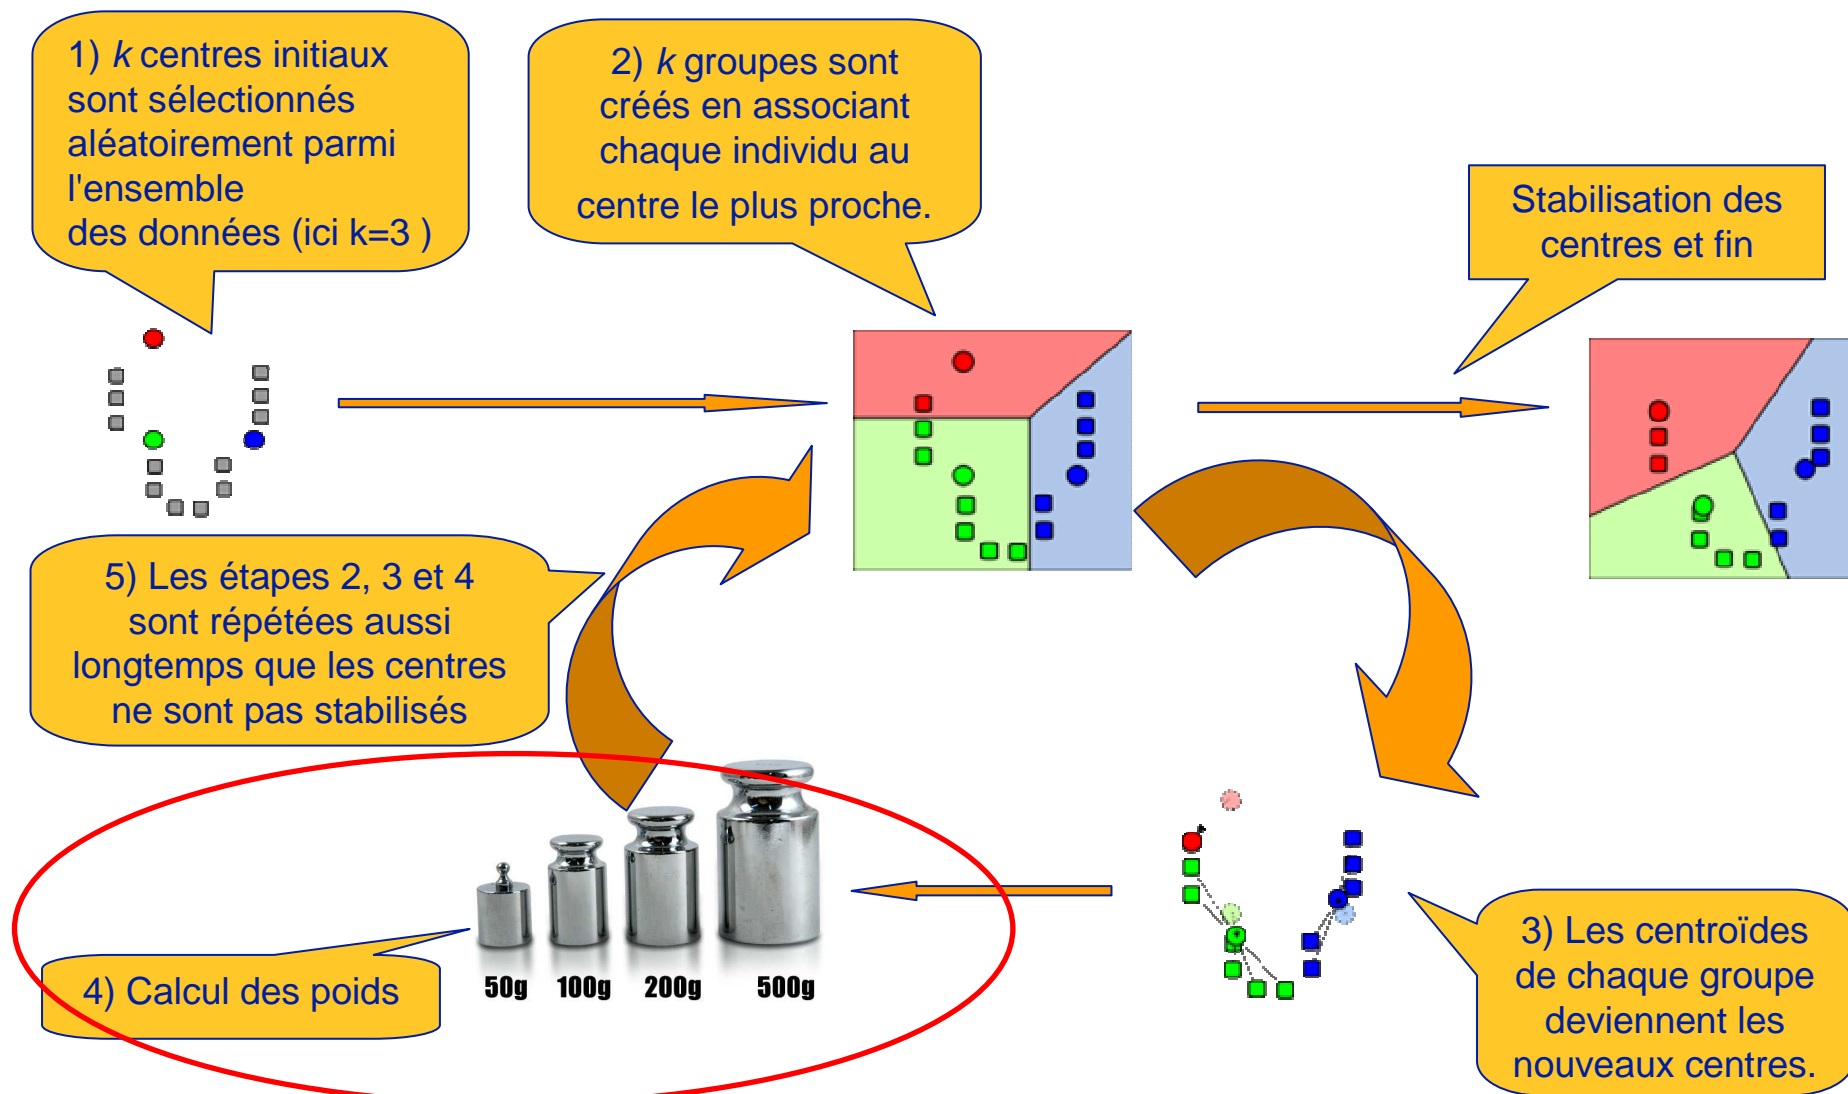 1) k centres initiaux
sont sélectionnés
aléatoirement parmi
l'ensemble
des données (ici k=3 )
2) k groupes sont
créés en associant
chaque individu au
centre le plus proche.
Stabilisation des
centres et fin
5) Les étapes 2, 3 et 4
sont répétées aussi
longtemps que les centres
ne sont pas stabilisés
3) Les centroïdes
de chaque groupe
deviennent les
nouveaux centres.
4) Calcul des poids
50g 100g 200g 500g